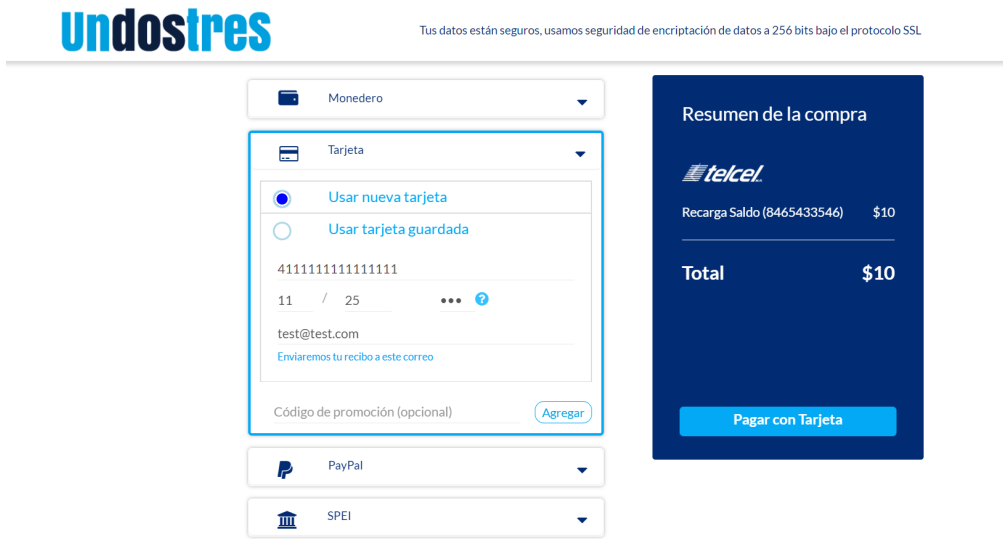 undostres
Tus datos están seguros, usamos seguridad de encriptación de datos a 256 bits bajo el protocolo SSL
Monedero
Tarjeta
Usar nueva tarjeta
Usar tarjeta guardada
4111111111111111
11 / 25 ••• ?
test@test.com
Enviaremos tu recibo a este correo
Código de promoción (opcional) Agregar
PayPal
SPEI
Resumen de la compra
telcel
Recarga Saldo (8465433546) $10
Total $10
Pagar con Tarjeta